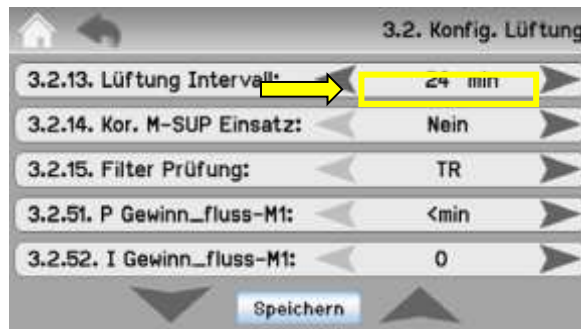 3.2. Konfig. Lüftung
3.2.13. Lüftung Intervall: 24 min
3.2.14. Kor. M-SUP Einsatz: Nein
3.2.15. Filter Prüfung: TR
3.2.51. P Gewinn_fluss-M1: <min
3.2.52. I Gewinn_fluss-M1: 0
Speichern